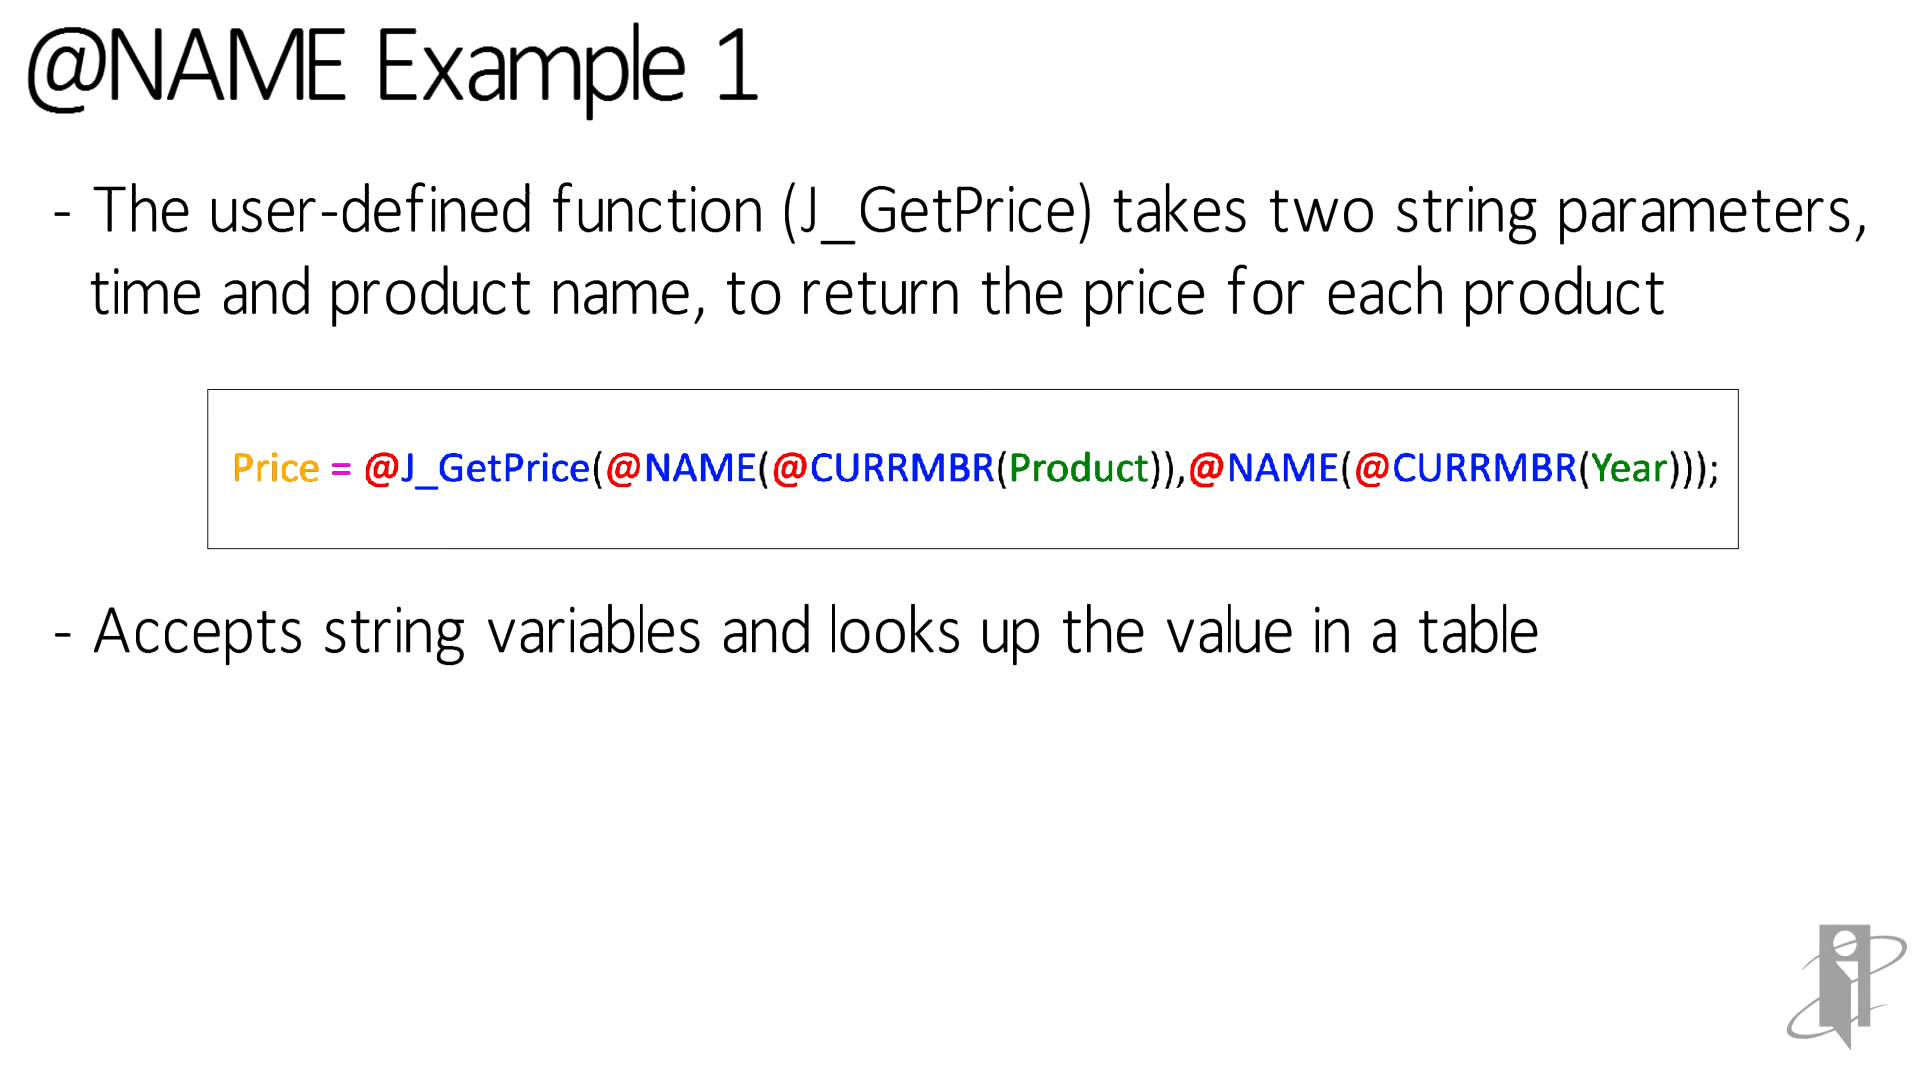 @NAME Example 1
- The user-defined function (J_GetPrice) takes two string parameters,
time and product name, to return the price for each product
Price = @J_GetPrice(@NAME(@CURRMBR(Product)),@NAME(@CURRMBR(Year)));
- Accepts string variables and looks up the value in a table